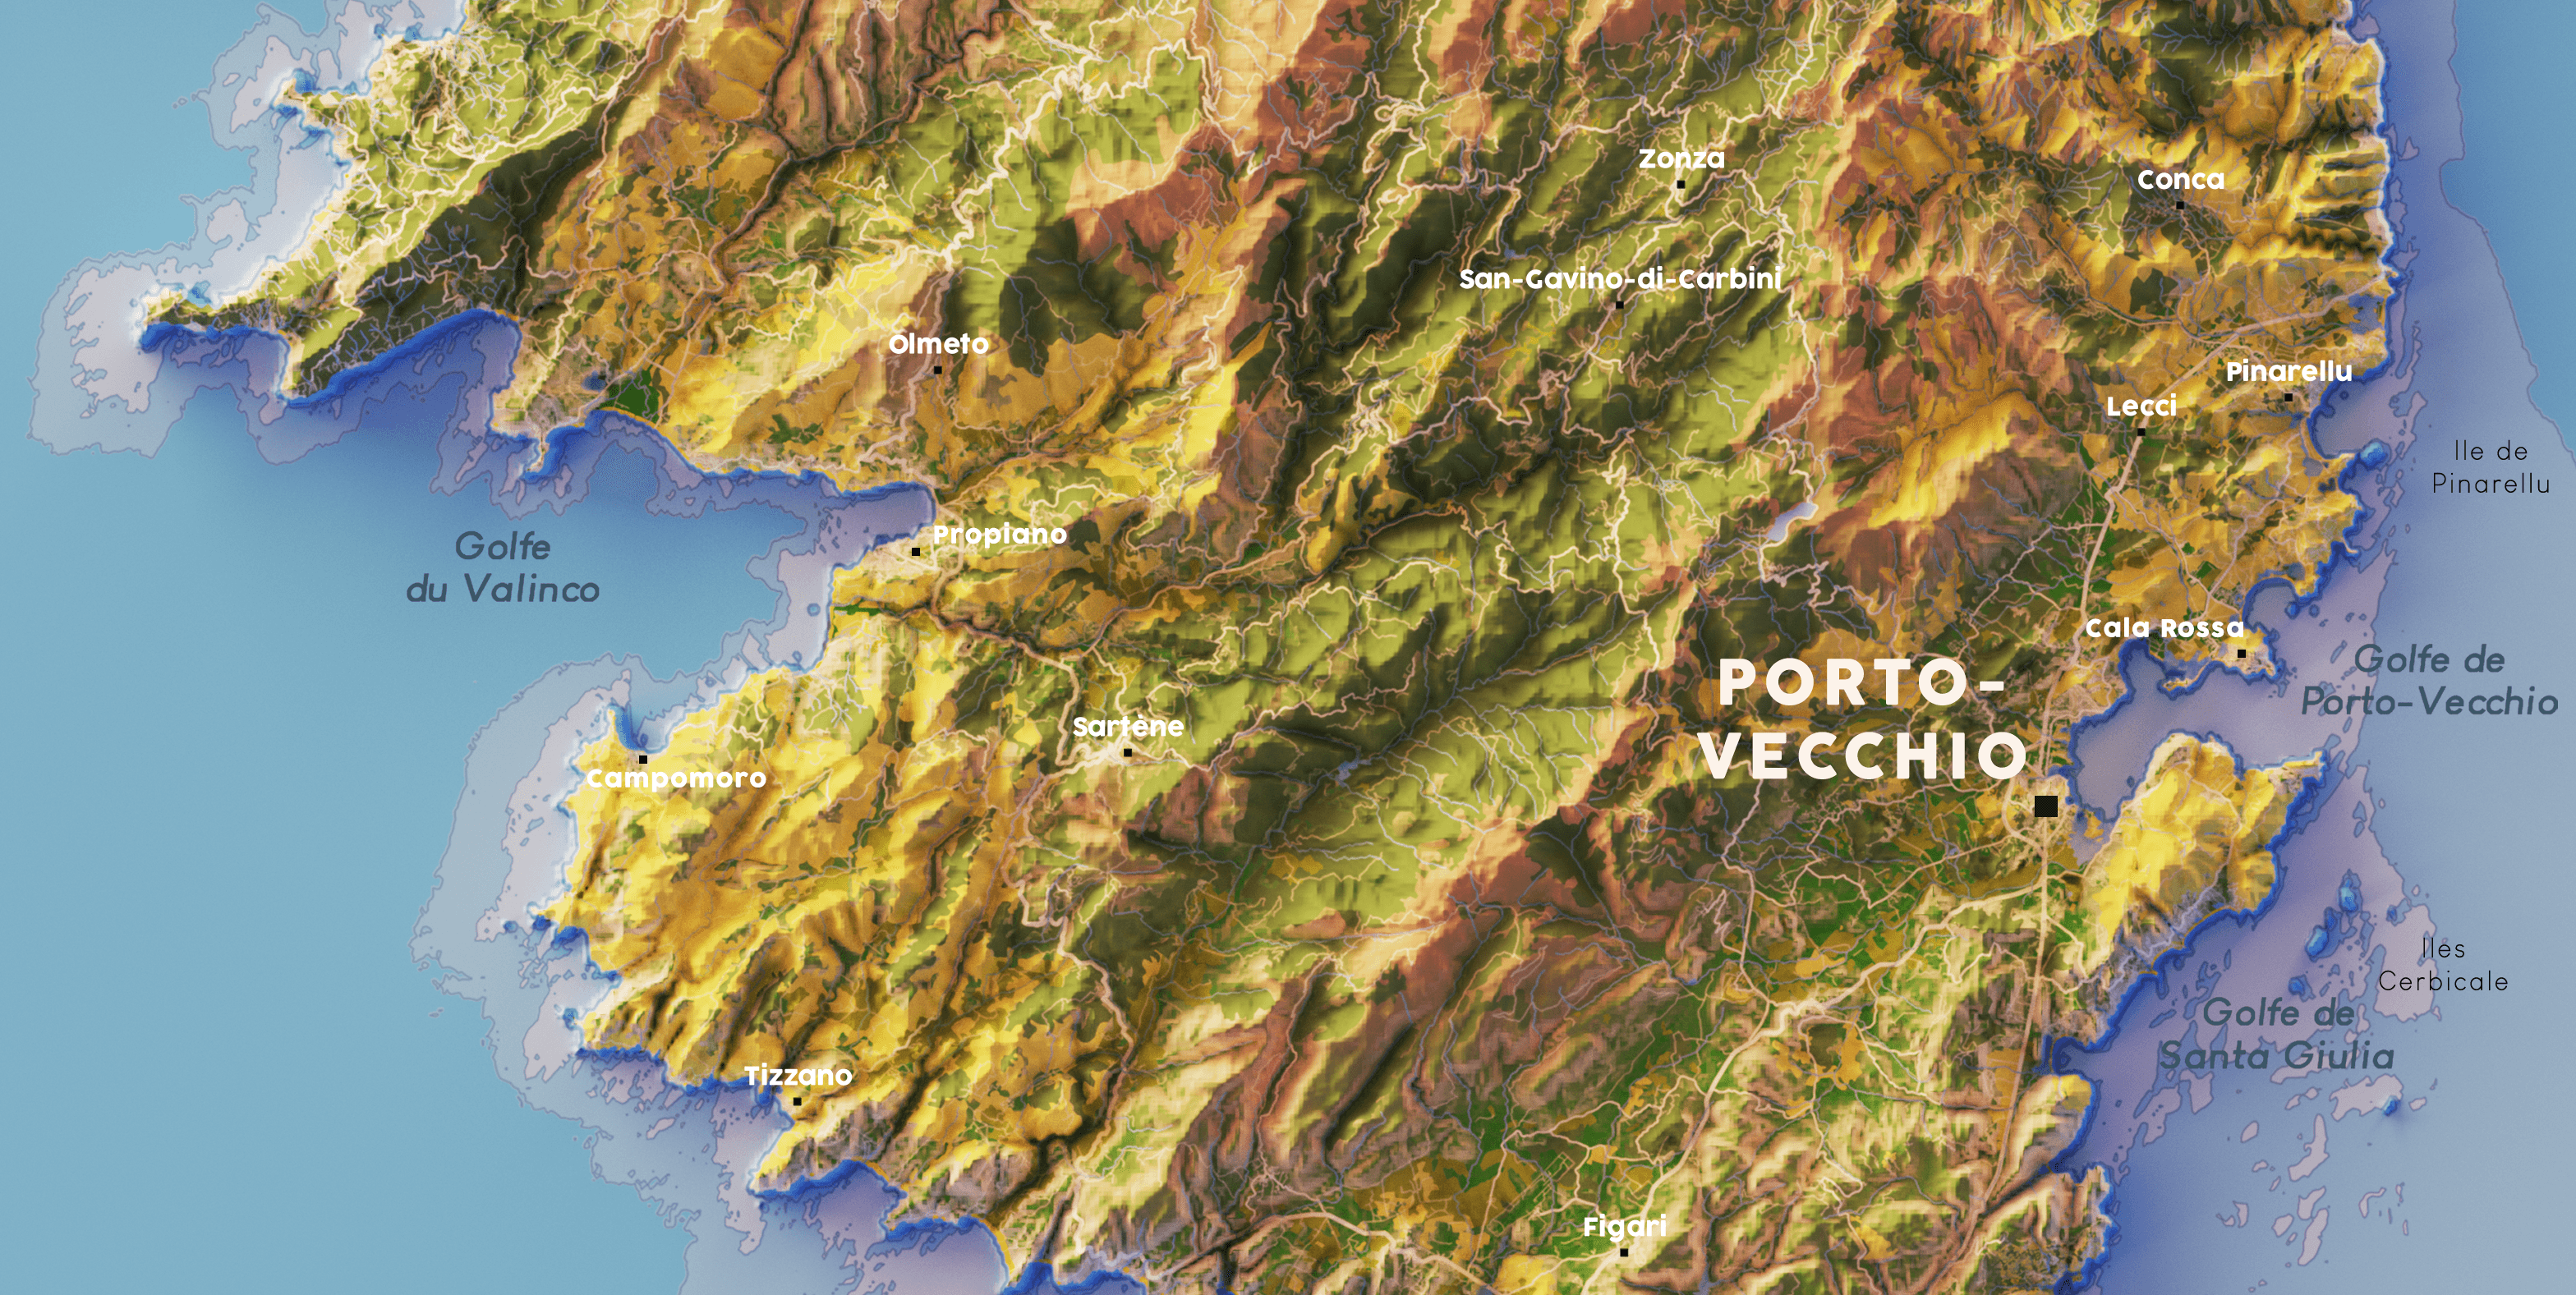 Zonza
Conca
San-Gavino-di-Carbini
Olmeto
Pinarellu
Lecci
Ile de
Pinarellu
Propiano
Golfe
du Valinco
Cala Rossa
Golfe de
Porto-Vecchio
PORTO-
VECCHIO
Sartène
Campomoro
Iles
Cerbicale
Golfe de
Santa Giulia
Tizzano
Figari